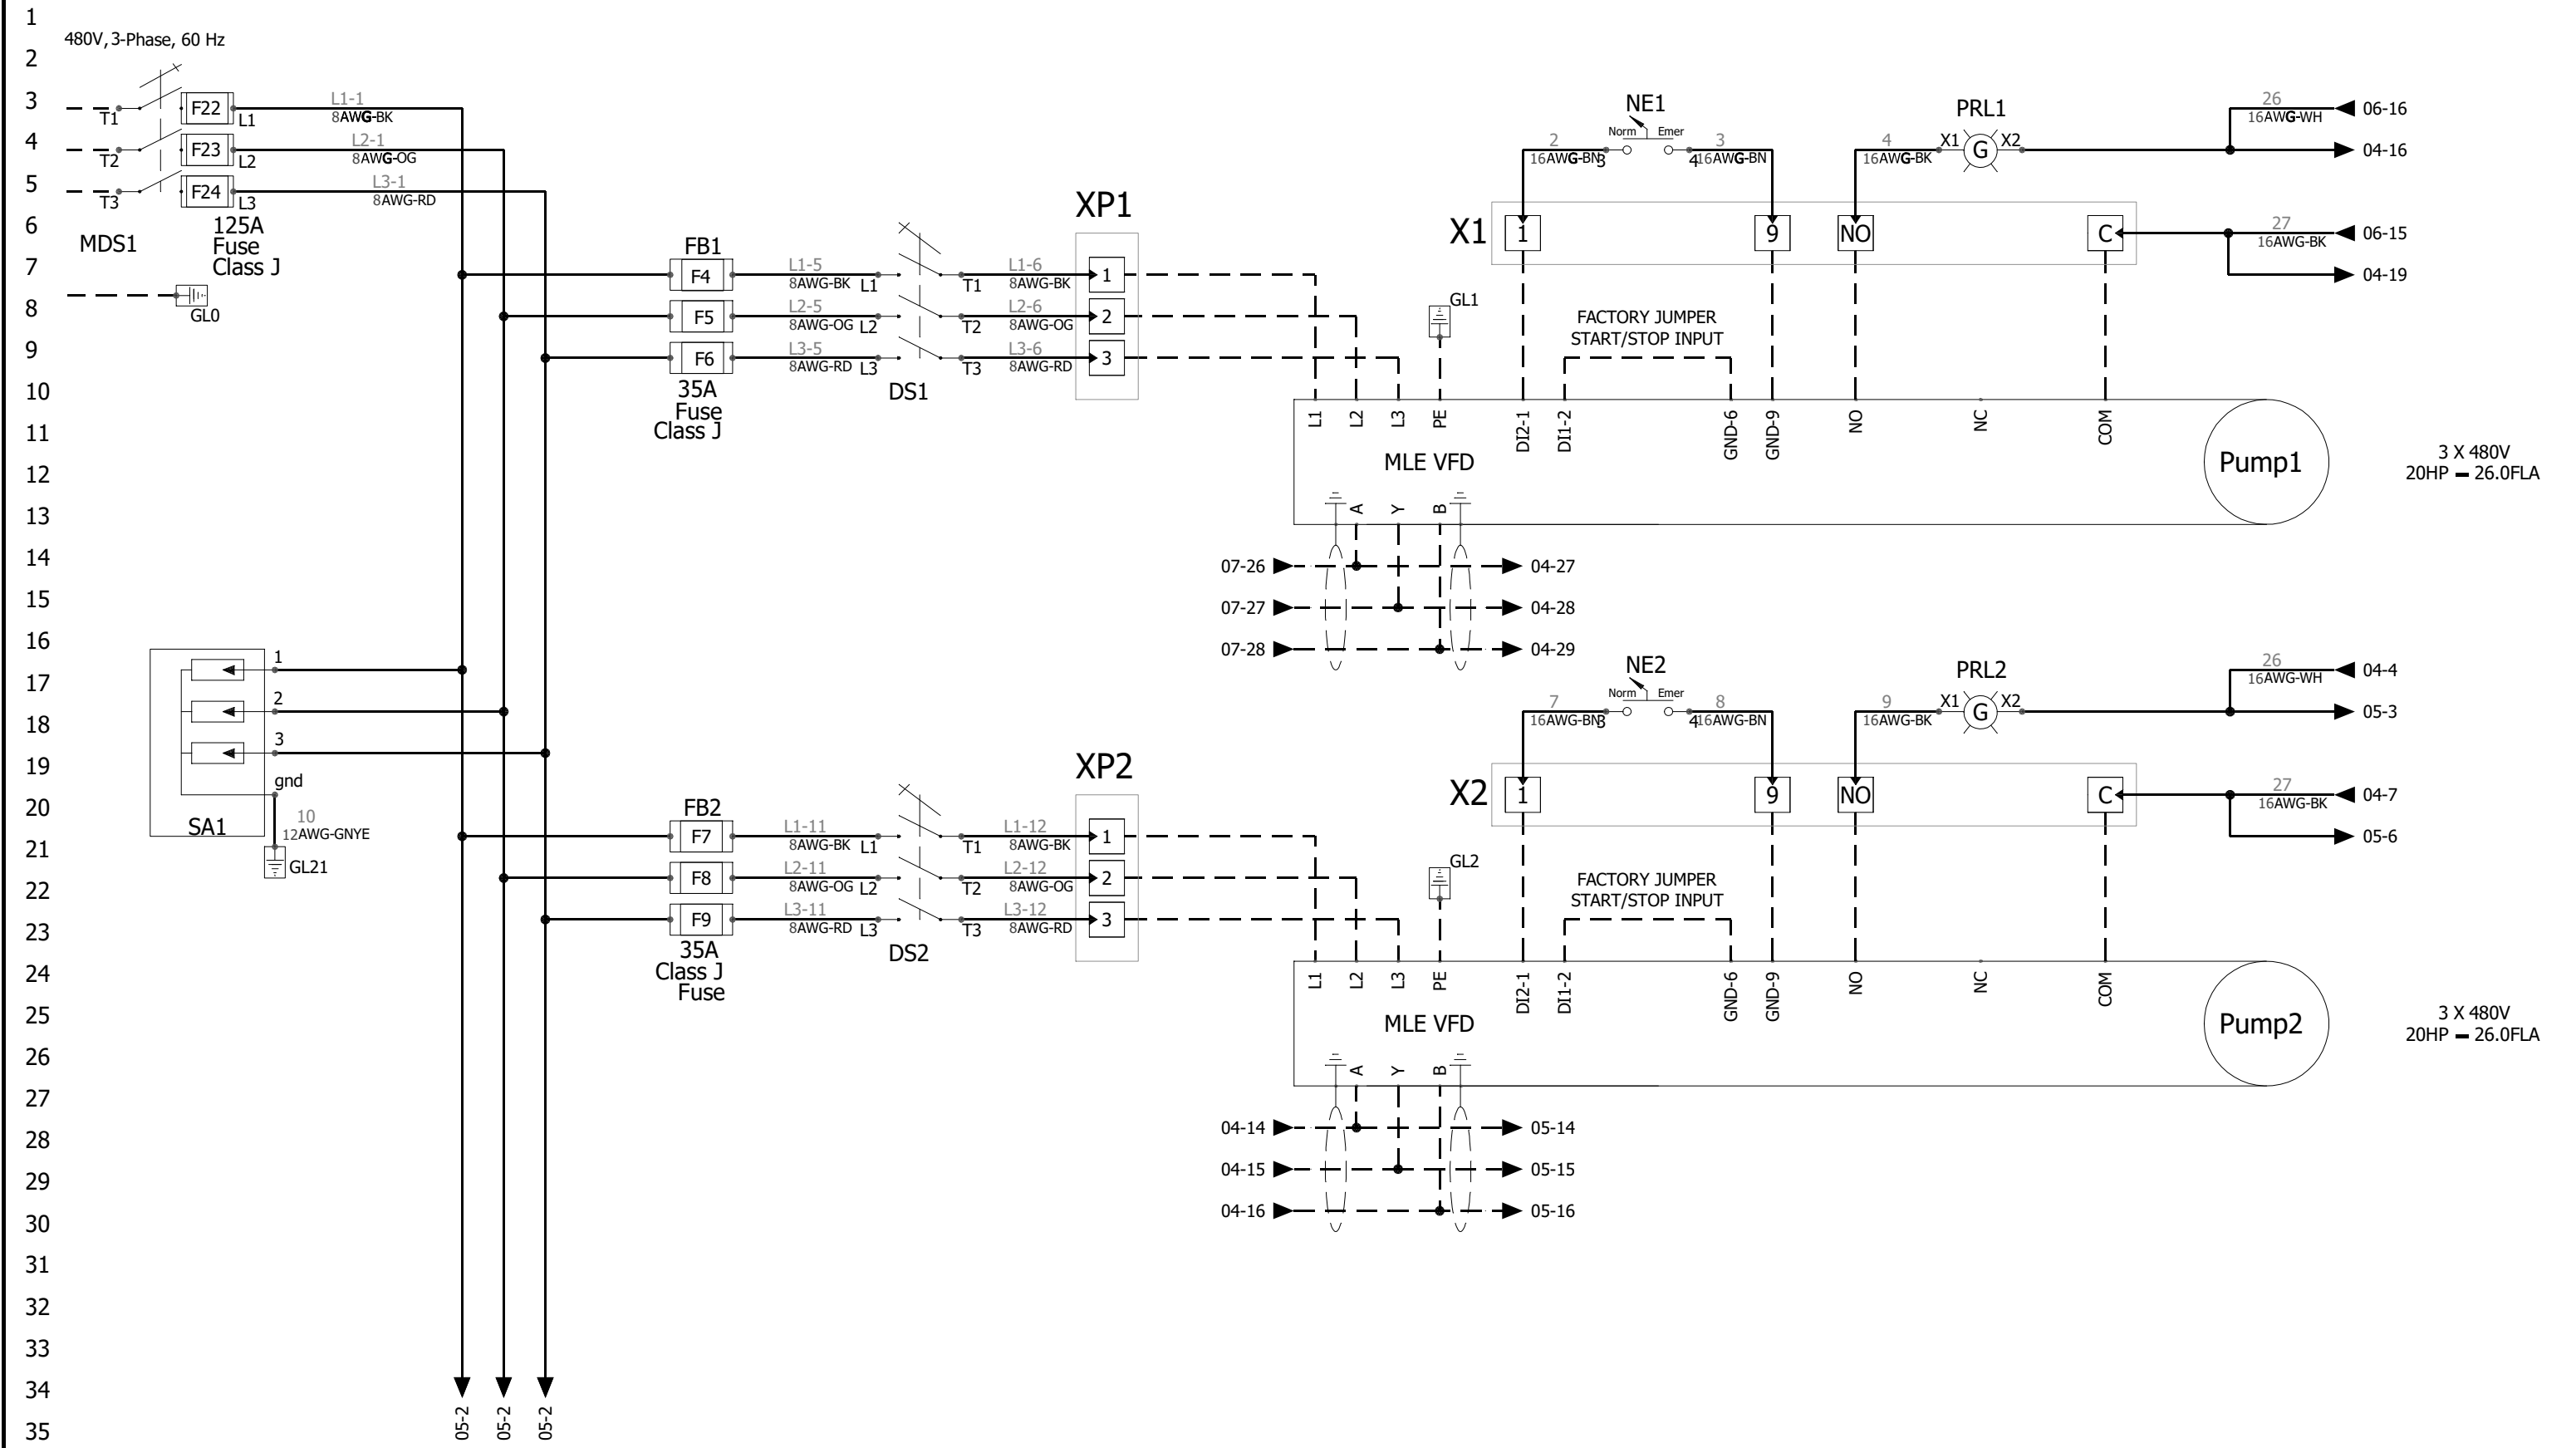 1
480V, 3-Phase, 60 Hz
2
3
T1
F22
L1
L1-1
8AWG-BK
NE1
PRL1
26
16AWG-WH
06-16
4
T2
F23
L2
L2-1
8AWG-OG
2
16AWG-BN
3
Norm
Emer
4
3
16AWG-BN
4
16AWG-BK
X1
G
X2
04-16
5
T3
F24
L3
L3-1
8AWG-RD
XP1
6
MDS1
125A
Fuse
Class J
X1
1
9
NO
C
27
16AWG-BK
06-15
7
FB1
F4
L1-5
8AWG-BK
L1
T1
L1-6
8AWG-BK
1
04-19
8
GL0
F5
L2-5
8AWG-OG
L2
T2
L2-6
8AWG-OG
2
GL1
FACTORY JUMPER
START/STOP INPUT
9
F6
L3-5
8AWG-RD
L3
T3
L3-6
8AWG-RD
3
10
35A
Fuse
Class J
DS1
11
L1
L2
L3
PE
DI2-1
DI1-2
GND-6
GND-9
NO
NC
COM
12
MLE VFD
Pump1
3 X 480V
20HP - 26.0FLA
13
A
Y
B
14
07-26
04-27
15
07-27
04-28
16
07-28
04-29
17
1
NE2
PRL2
26
16AWG-WH
04-4
18
2
7
16AWG-BN
3
Norm
Emer
4
8
16AWG-BN
9
16AWG-BK
X1
G
X2
05-3
19
3
XP2
20
gnd
SA1
10
12AWG-GNYE
FB2
X2
1
9
NO
C
27
16AWG-BK
04-7
21
GL21
F7
L1-11
8AWG-BK
L1
T1
L1-12
8AWG-BK
1
05-6
22
F8
L2-11
8AWG-OG
L2
T2
L2-12
8AWG-OG
2
GL2
FACTORY JUMPER
START/STOP INPUT
23
F9
L3-11
8AWG-RD
L3
T3
L3-12
8AWG-RD
3
24
35A
Class J
Fuse
DS2
L1
L2
L3
PE
DI2-1
DI1-2
GND-6
GND-9
NO
NC
COM
25
MLE VFD
Pump2
3 X 480V
20HP - 26.0FLA
26
A
Y
B
27
28
04-14
05-14
29
04-15
05-15
30
04-16
05-16
31
32
33
34
35
05-2
05-2
05-2